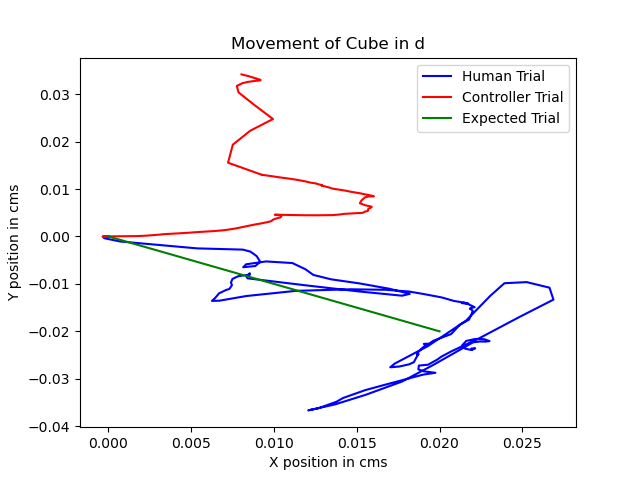 Movement of Cube in d
Human Trial
Controller Trial
Expected Trial
Y position in cms
0.03
0.02
0.01
0.00
−0.01
−0.02
−0.03
−0.04
0.000 0.005 0.010 0.015 0.020 0.025
X position in cms